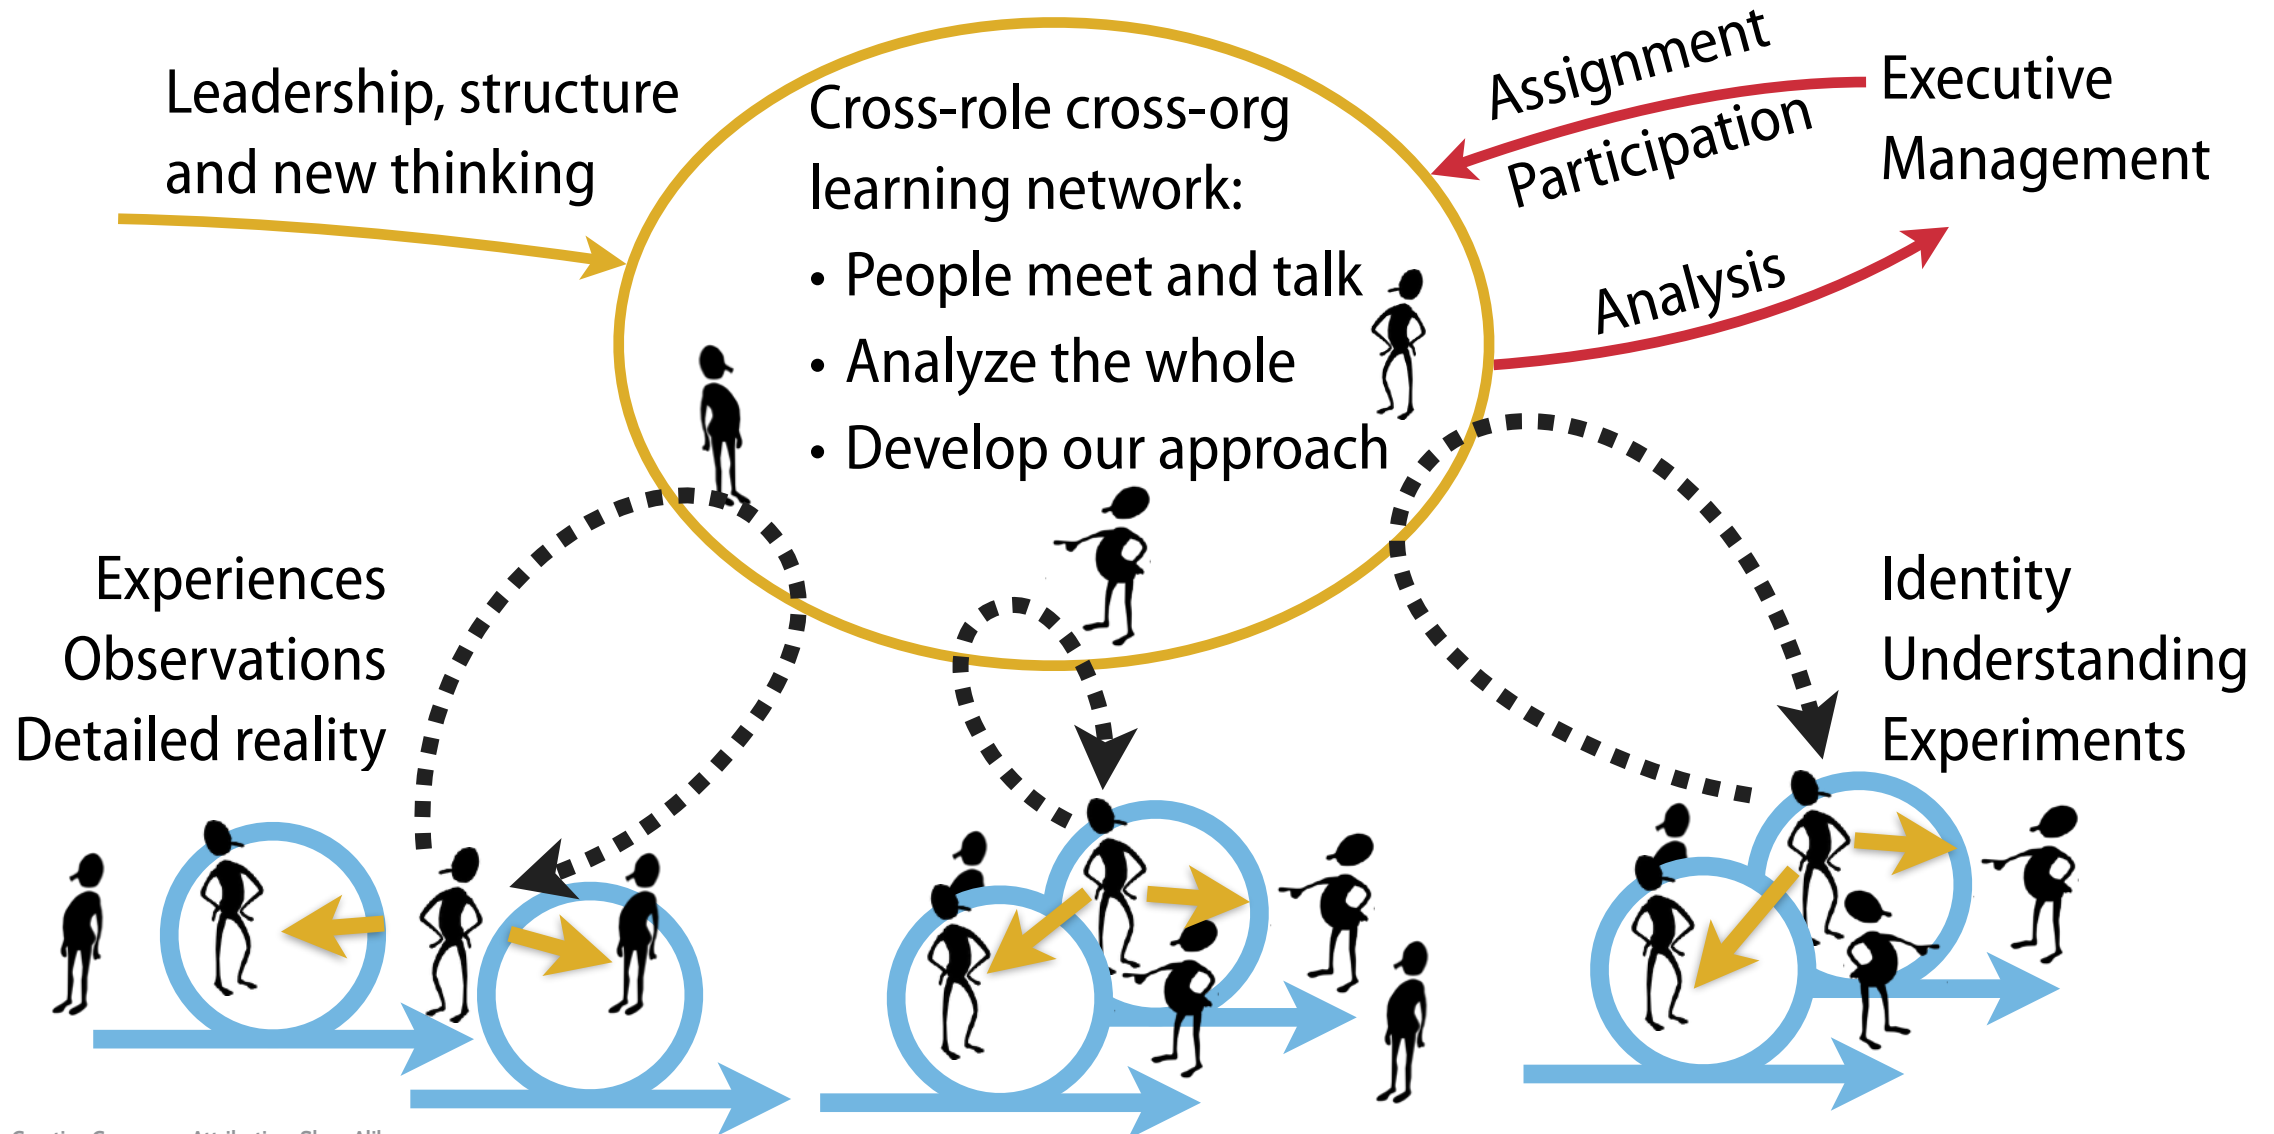 Leadership, structure
and new thinking
Cross-role cross-org
learning network:
• People meet and talk
• Analyze the whole
• Develop our approach
Assignment
Participation
Executive
Management
Analysis
Experiences
Observations
Detailed reality
Identity
Understanding
Experiments